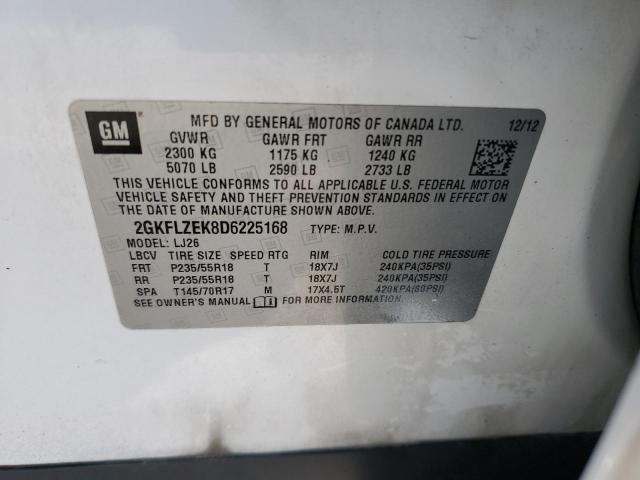 GM
MFD BY GENERAL MOTORS OF CANADA LTD. 12/12
GVWR GAWR FRT GAWR RR
2300 KG 1175 KG 1240 KG
5070 LB 2590 LB 2733 LB
THIS VEHICLE CONFORMS TO ALL APPLICABLE U.S. FEDERAL MOTOR
VEHICLE SAFETY AND THEFT PREVENTION STANDARDS IN EFFECT ON
THE DATE OF MANUFACTURE SHOWN ABOVE.
2GKFLZEK8D6225168 TYPE: M.P.V.
MODEL: LJ26
LBCV TIRE SIZE SPEED RTG RIM COLD TIRE PRESSURE
FRT P235/55R18 T 18X7J 240KPA(35PSI)
RR P235/55R18 T 18X7J 240KPA(35PSI)
SPA T145/70R17 M 17X4.5T 420KPA(60PSI)
SEE OWNER'S MANUAL FOR MORE INFORMATION